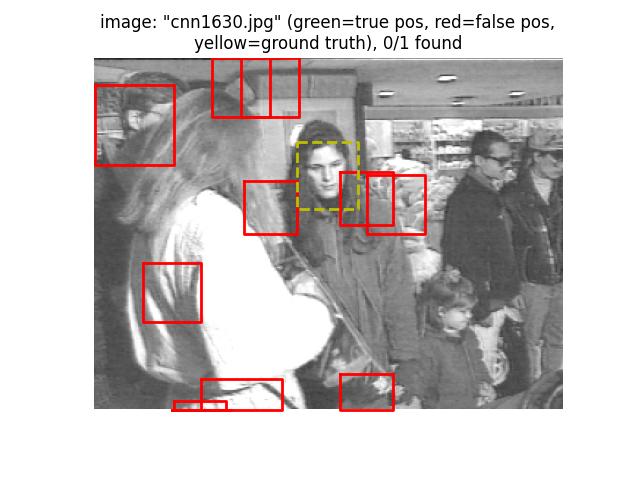 image: "cnn1630.jpg" (green=true pos, red=false pos,
yellow=ground truth), 0/1 found